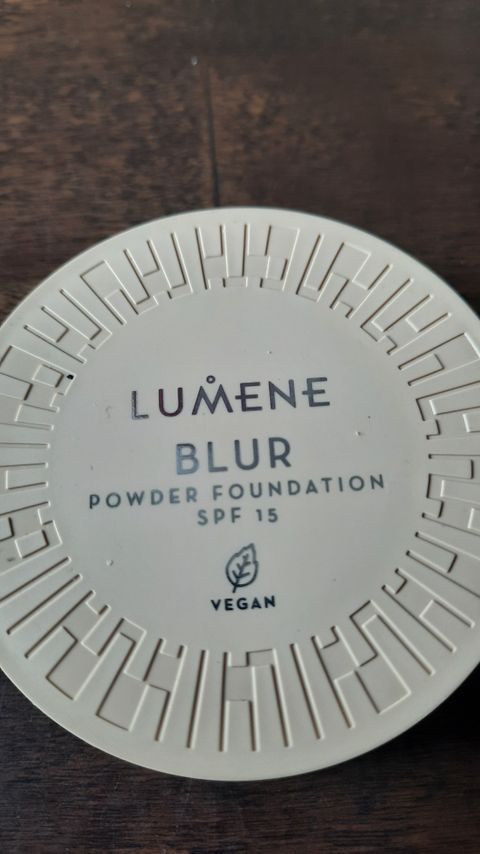 LUMENE
BLUR
POWDER FOUNDATION
SPF 15
VEGAN